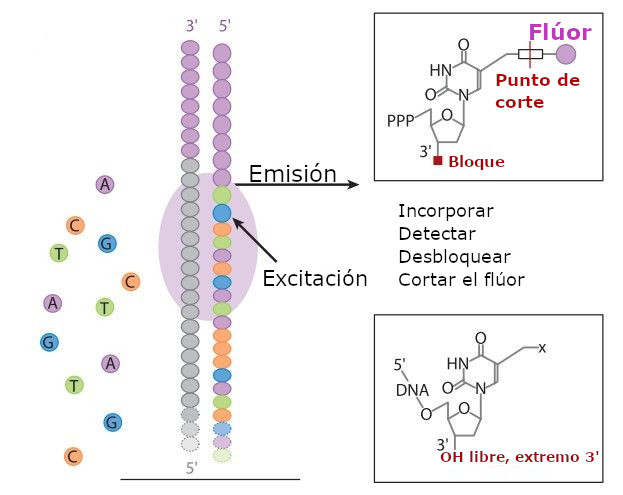 3' 5'
Emisión
Excitación
A
C
G
T
C
A
T
G
A
T
G
C
5'
Flúor
Punto de
corte
O
HN
O
N
O
PPP
3'
Bloque
Incorporar
Detectar
Desbloquear
Cortar el flúor
O
x
HN
5'
O
N
DNA
O
O
3'
OH libre, extremo 3'